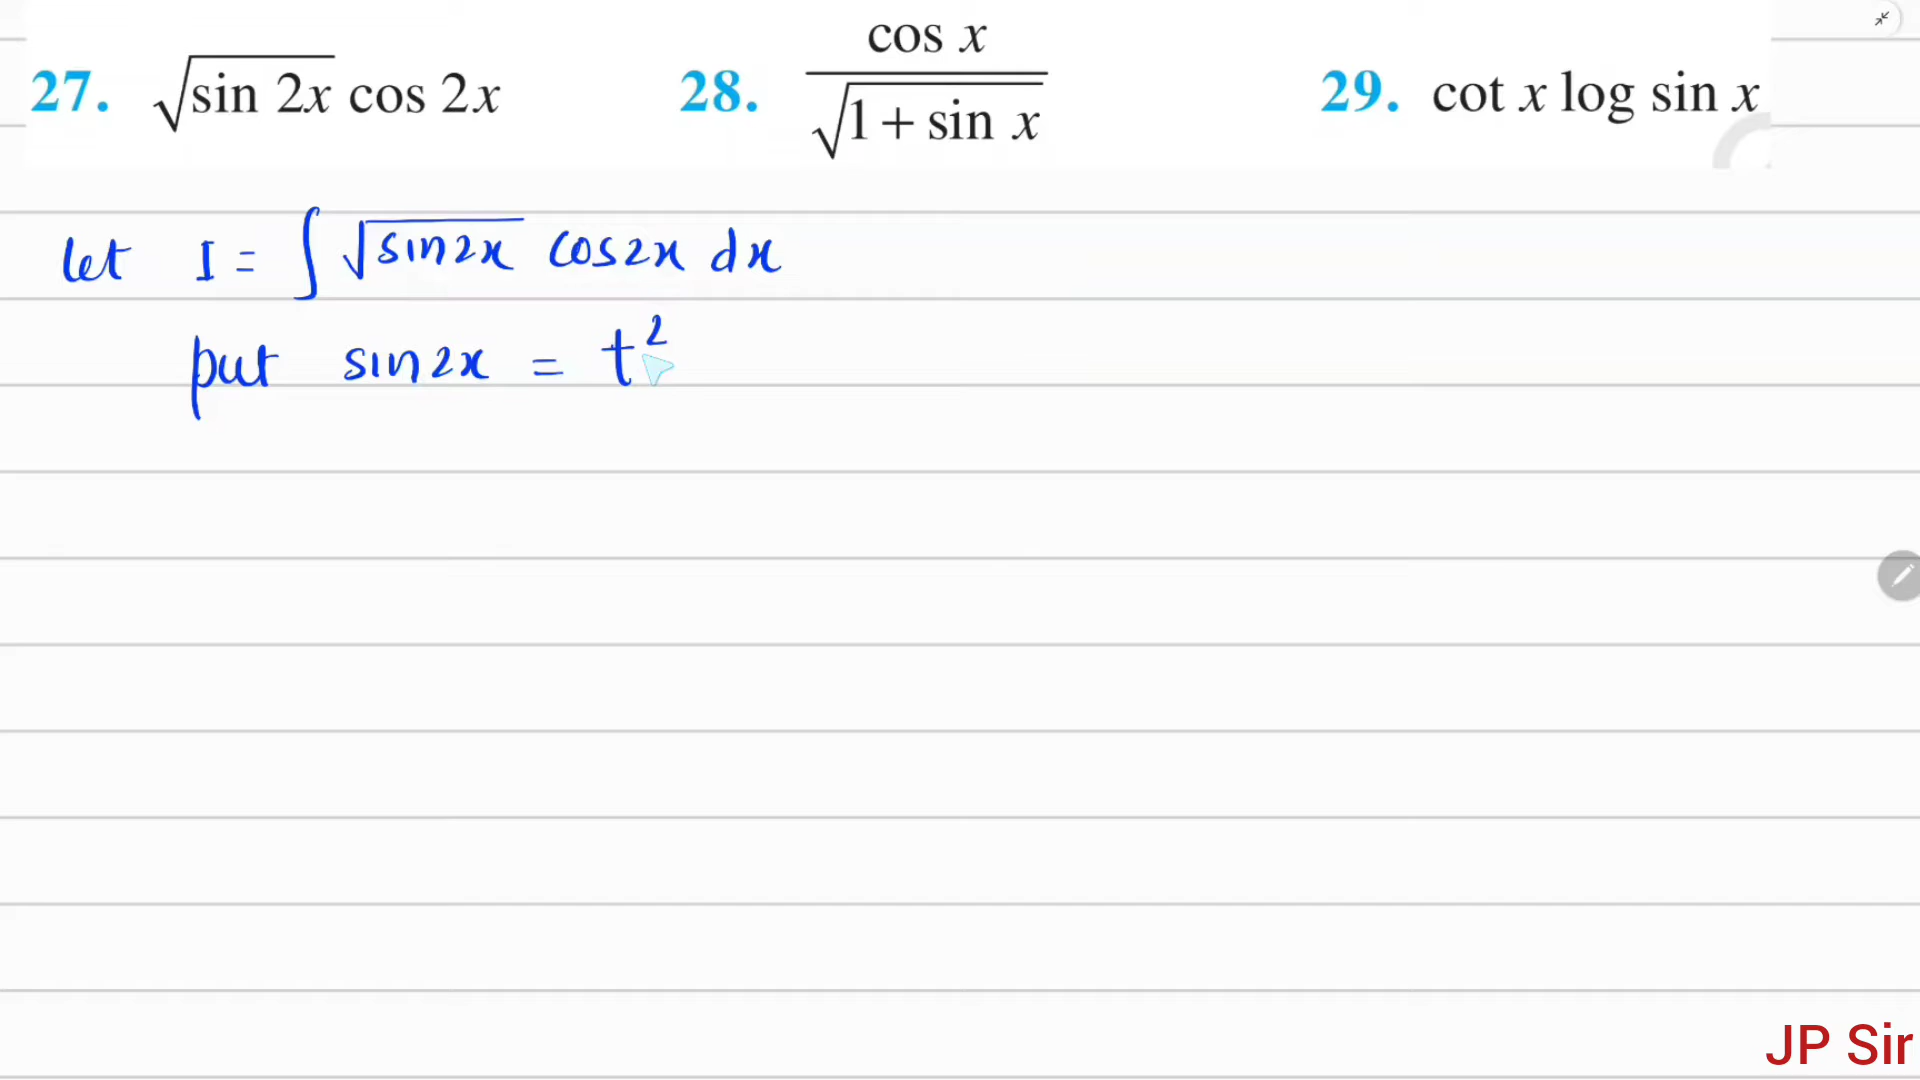 27. √sin 2x cos 2x 28. cos x / √1 + sin x 29. cot x log sin x
let I = ∫ √sin2x cos2x dx
put sin2x = t²
JP Sir